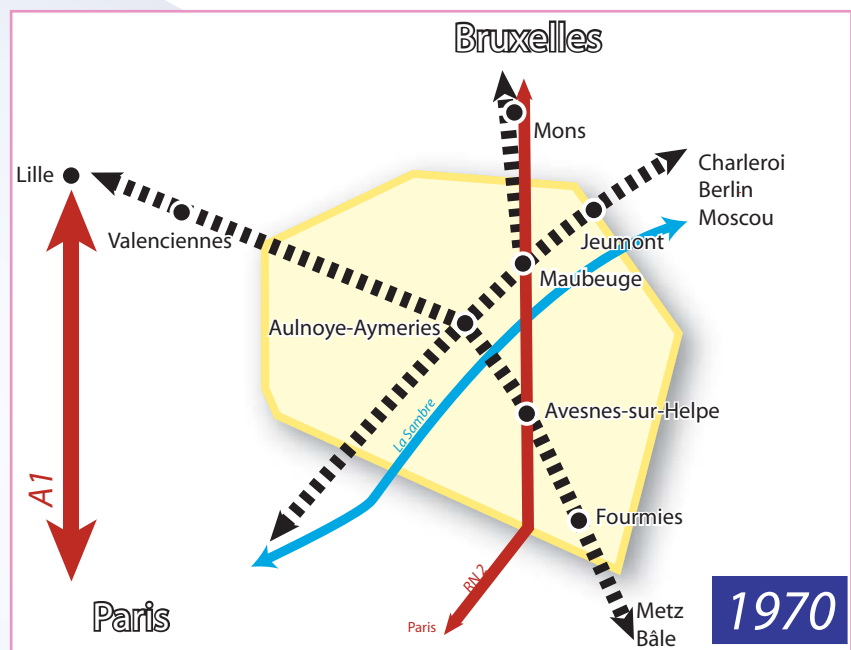 Bruxelles
Mons
Lille
Charleroi
Berlin
Moscou
Valenciennes
Jeumont
Maubeuge
Aulnoye-Aymeries
La Sambre
Avesnes-sur-Helpe
A1
Fourmies
RN 2
Paris
Paris
Metz
Bâle
1970